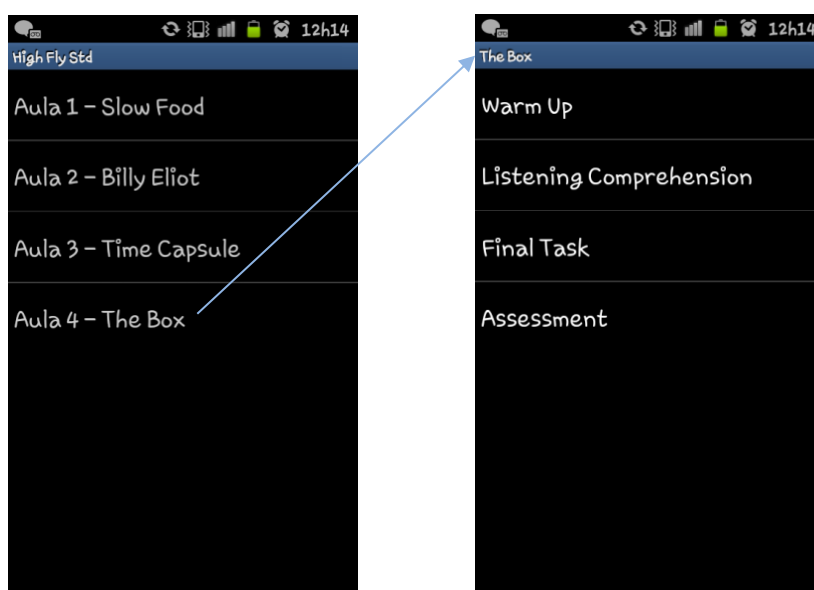 12h14
High Fly Std
Aula 1 – Slow Food
Aula 2 – Billy Eliot
Aula 3 – Time Capsule
Aula 4 – The Box
12h14
The Box
Warm Up
Listening Comprehension
Final Task
Assessment